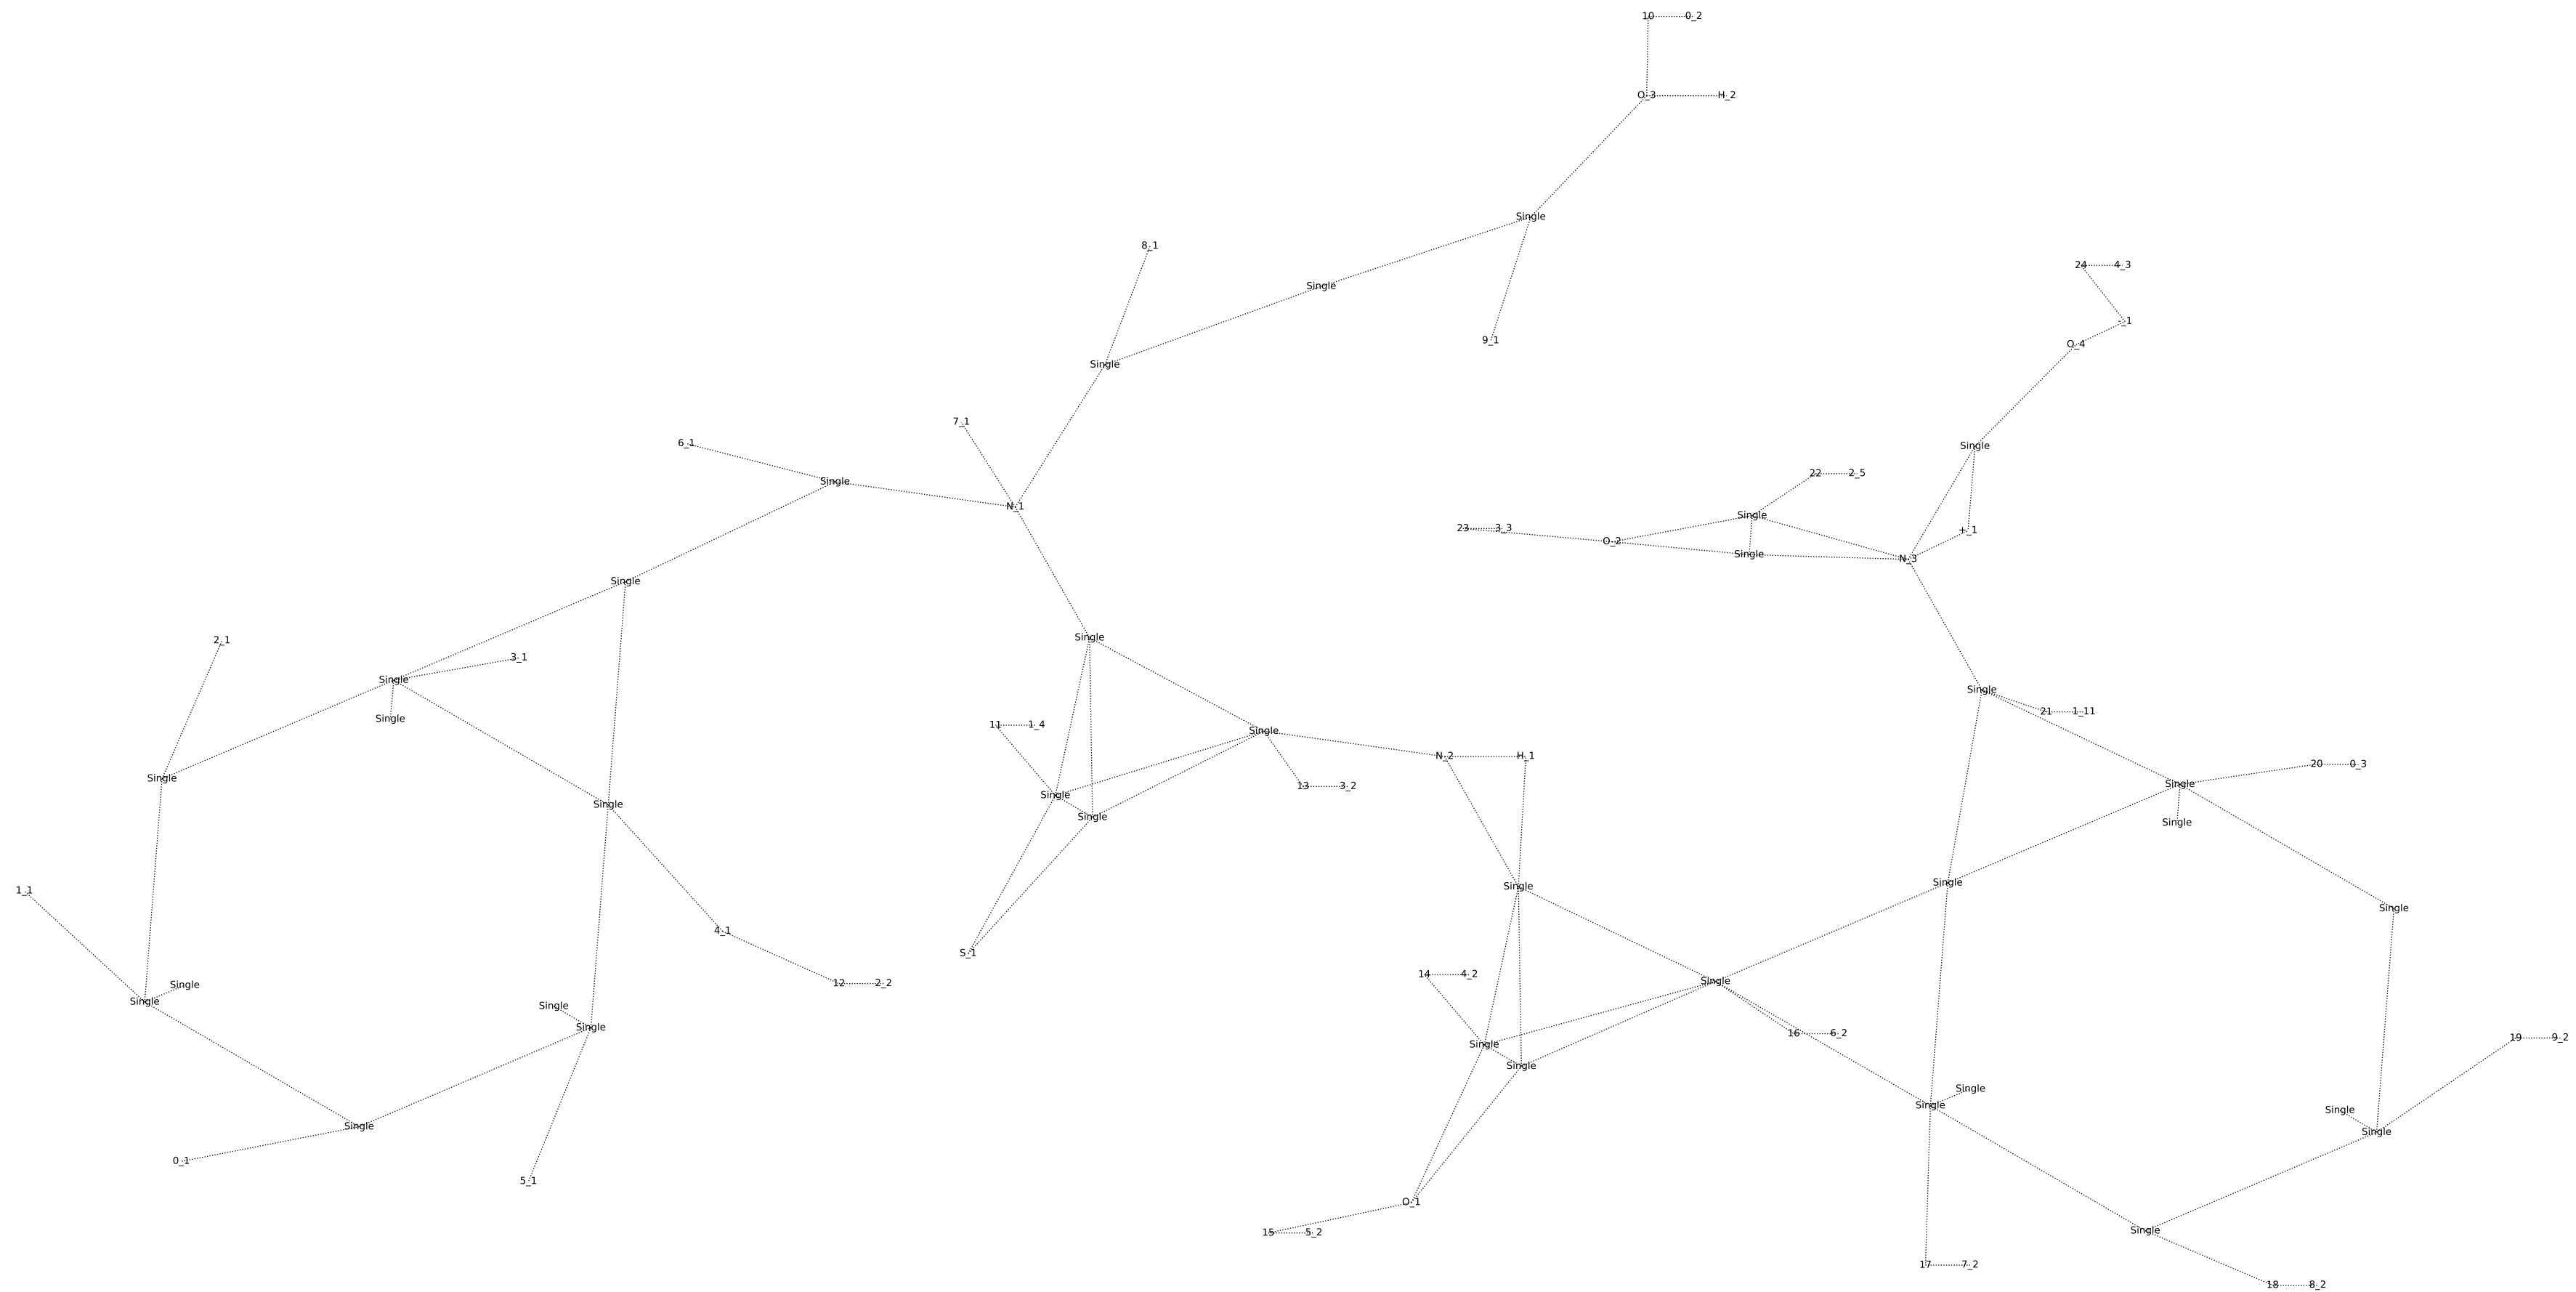 10 0_2
O_3 H_2
Single
8_1
24 4_3
Single
-_1
9_1
O_4
Single
7_1
6_1
Single
Single
22 2_5
N_1
Single
23 3_3
+_1
O_2
Single
N_3
Single
Single
2_1
3_1
Single
Single
21 1_11
Single
11 1_4
Single
N_2 H_1
20 0_3
Single
Single
13 3_2
Single
Single
Single
Single
Single
Single
1_1
Single
4_1
S_1
14 4_2
Single
12 2_2
Single
Single
Single
Single
16 6_2
19 9_2
Single
Single
Single
Single
Single
Single
Single
0_1
5_1
O_1
Single
15 5_2
17 7_2
18 8_2